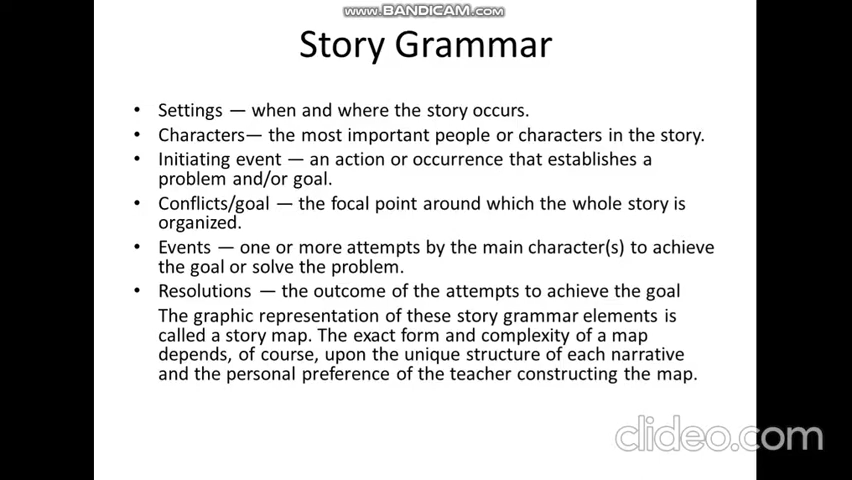 WWW.BANDICAM.COM
Story Grammar
• Settings — when and where the story occurs.
• Characters— the most important people or characters in the story.
• Initiating event — an action or occurrence that establishes a
problem and/or goal.
• Conflicts/goal — the focal point around which the whole story is
organized.
• Events — one or more attempts by the main character(s) to achieve
the goal or solve the problem.
• Resolutions — the outcome of the attempts to achieve the goal
The graphic representation of these story grammar elements is
called a story map. The exact form and complexity of a map
depends, of course, upon the unique structure of each narrative
and the personal preference of the teacher constructing the map.
clideo.com